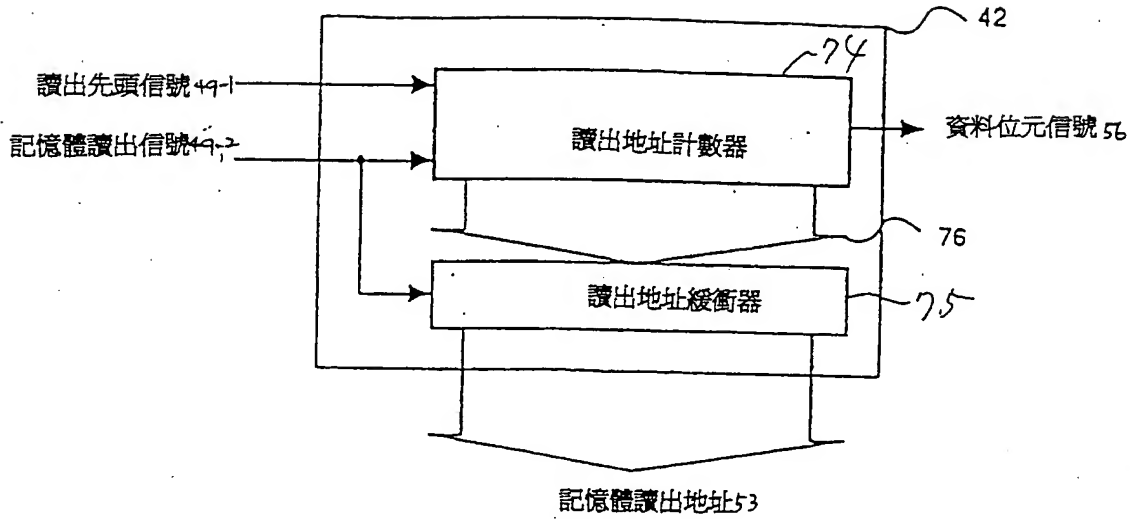 42
74
讀出先頭信號49-1
記憶體讀出信號49-2
讀出地址計數器
資料位元信號56
76
讀出地址緩衝器
75
記憶體讀出地址53